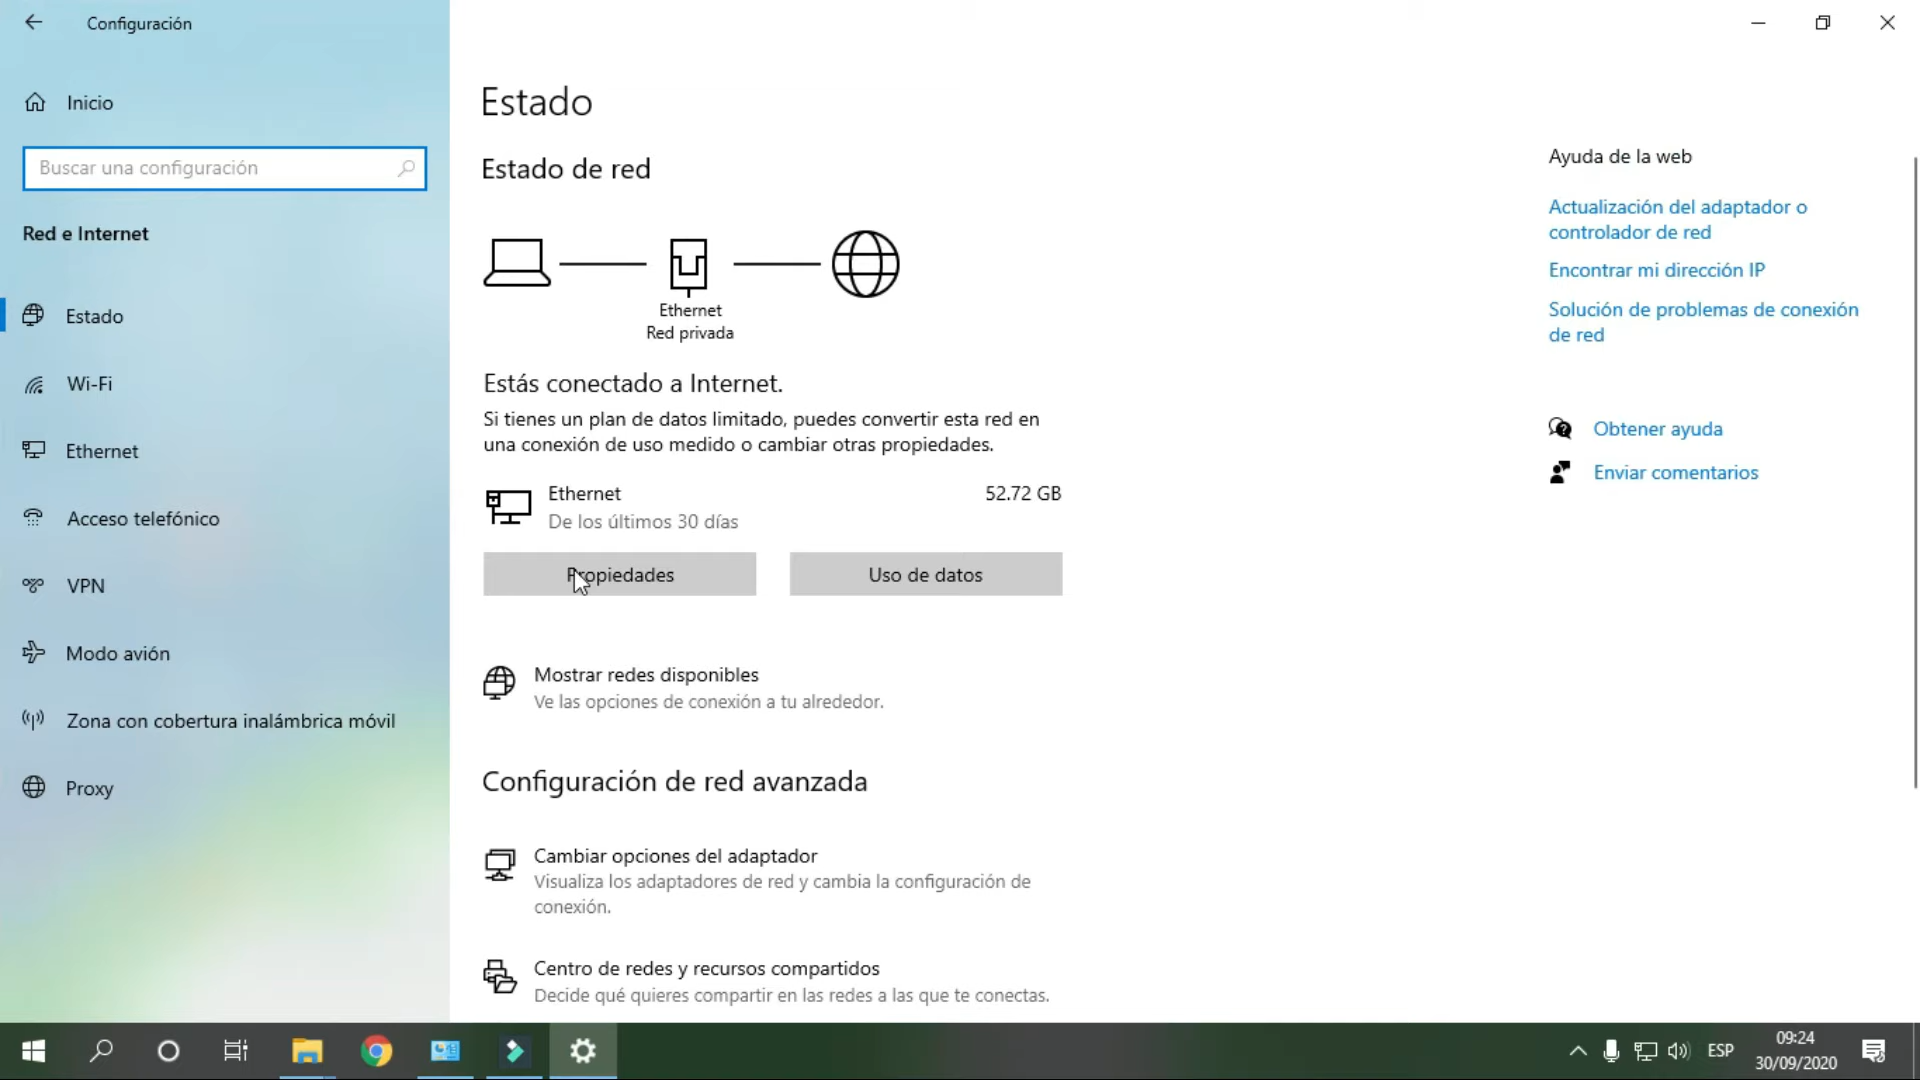 Configuración
Inicio
Buscar una configuración
Red e Internet
Estado
Wi-Fi
Ethernet
Acceso telefónico
VPN
Modo avión
Zona con cobertura inalámbrica móvil
Proxy
Estado
Estado de red
Ethernet
Red privada
Estás conectado a Internet.
Si tienes un plan de datos limitado, puedes convertir esta red en
una conexión de uso medido o cambiar otras propiedades.
Ethernet 52.72 GB
De los últimos 30 días
Propiedades Uso de datos
Mostrar redes disponibles
Ve las opciones de conexión a tu alrededor.
Configuración de red avanzada
Cambiar opciones del adaptador
Visualiza los adaptadores de red y cambia la configuración de
conexión.
Centro de redes y recursos compartidos
Decide qué quieres compartir en las redes a las que te conectas.
Ayuda de la web
Actualización del adaptador o
controlador de red
Encontrar mi dirección IP
Solución de problemas de conexión
de red
Obtener ayuda
Enviar comentarios
ESP
09:24
30/09/2020